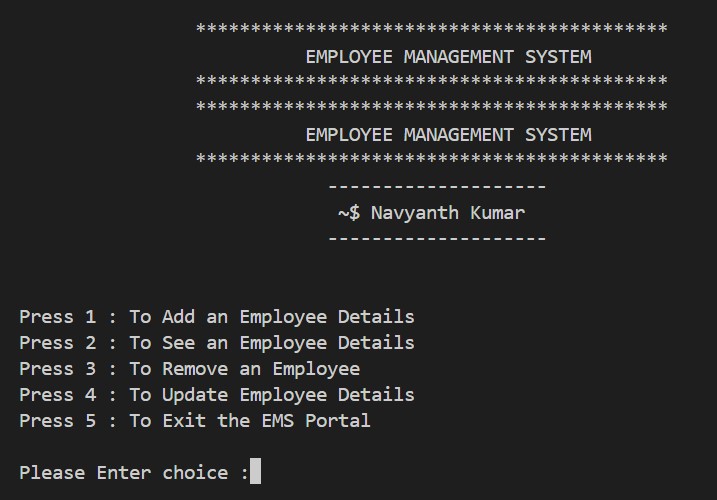 *******************************************
EMPLOYEE MANAGEMENT SYSTEM
*******************************************
*******************************************
EMPLOYEE MANAGEMENT SYSTEM
*******************************************
--------------------
~$ Navyanth Kumar
--------------------
Press 1 : To Add an Employee Details
Press 2 : To See an Employee Details
Press 3 : To Remove an Employee
Press 4 : To Update Employee Details
Press 5 : To Exit the EMS Portal
Please Enter choice :